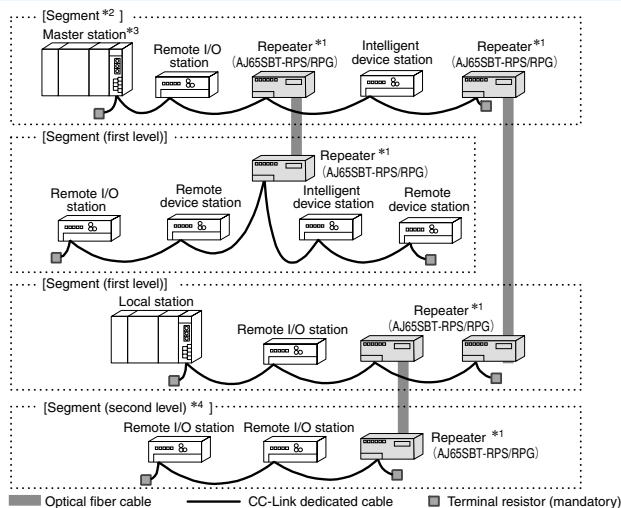 [Segment *2 ]
Master station*3
Remote I/O
station
Repeater *1
(AJ65SBT-RPS/RPG)
Intelligent
device station
Repeater *1
(AJ65SBT-RPS/RPG)
[Segment (first level)]
Repeater *1
(AJ65SBT-RPS/RPG)
Remote I/O
station
Remote
device station
Intelligent
device station
Remote
device station
[Segment (first level)]
Local station
Remote I/O station
Repeater *1
(AJ65SBT-RPS/RPG)
[Segment (second level) *4 ]
Remote I/O station
Remote I/O station
Repeater *1
(AJ65SBT-RPS/RPG)
Optical fiber cable
CC-Link dedicated cable
Terminal resistor (mandatory)